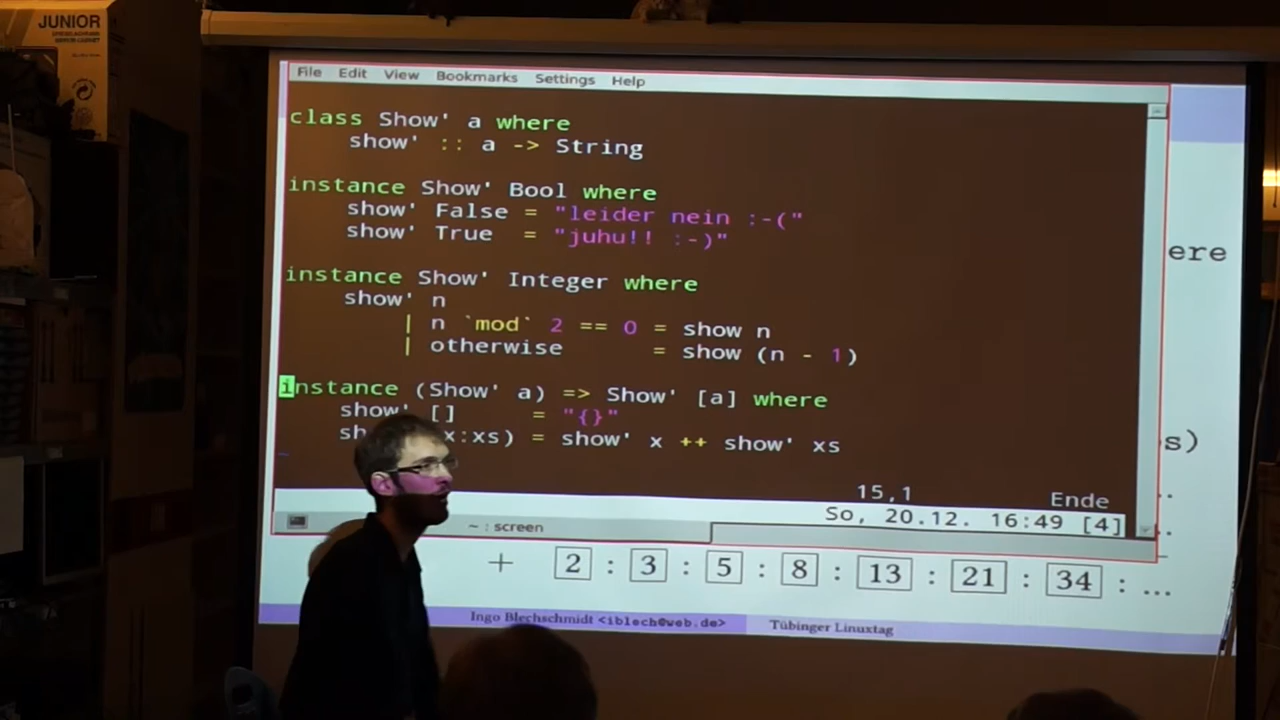 JUNIOR
File Edit View Bookmarks Settings Help
class Show' a where
show' :: a -> String
instance Show' Bool where
show' False = "leider nein :-("
show' True = "juhu!! :-)"
instance Show' Integer where
show' n
| n `mod` 2 == 0 = show n
| otherwise = show (n - 1)
instance (Show' a) => Show' [a] where
show' [] = "{}"
sh x:xs) = show' x ++ show' xs
15,1 Ende
So, 20.12. 16:49 [4]
~ : screen
ere
s)
..
.
+ 2 : 3 : 5 : 8 : 13 : 21 : 34 : ...
Ingo Blechschmidt <iblech@web.de> Tübinger Linuxtag